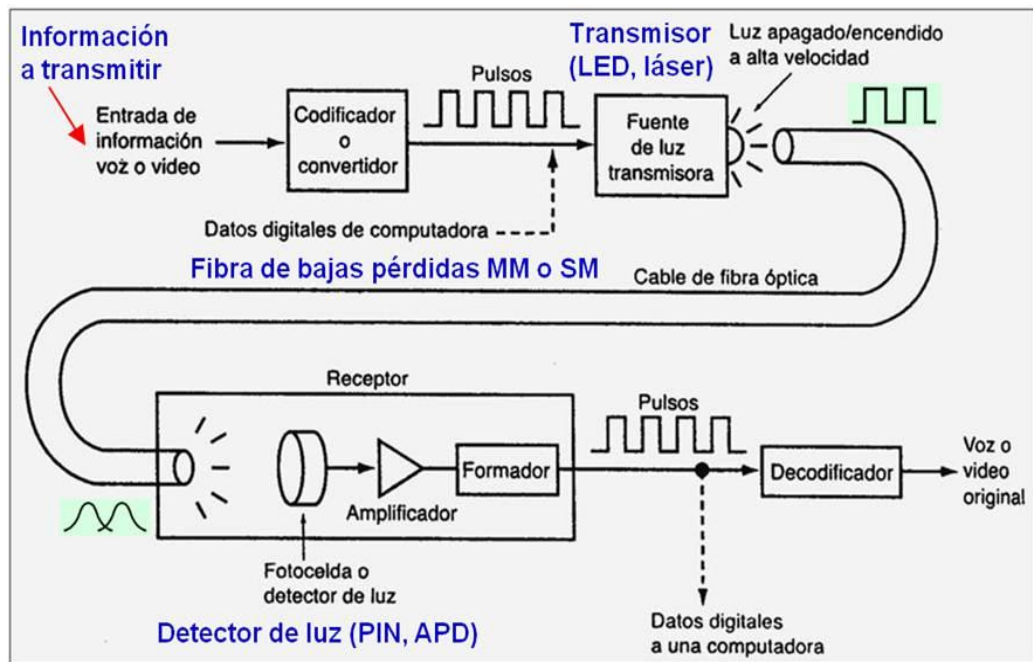 Información
a transmitir
Entrada de
información
voz o video
Codificador
o
convertidor
Pulsos
Transmisor
(LED, láser)
Fuente
de luz
transmisora
Luz apagado/encendido
a alta velocidad
Datos digitales de computadora
Fibra de bajas pérdidas MM o SM
Cable de fibra óptica
Receptor
Amplificador
Formador
Fotocelda o
detector de luz
Detector de luz (PIN, APD)
Pulsos
Decodificador
Voz o
video
original
Datos digitales
a una computadora